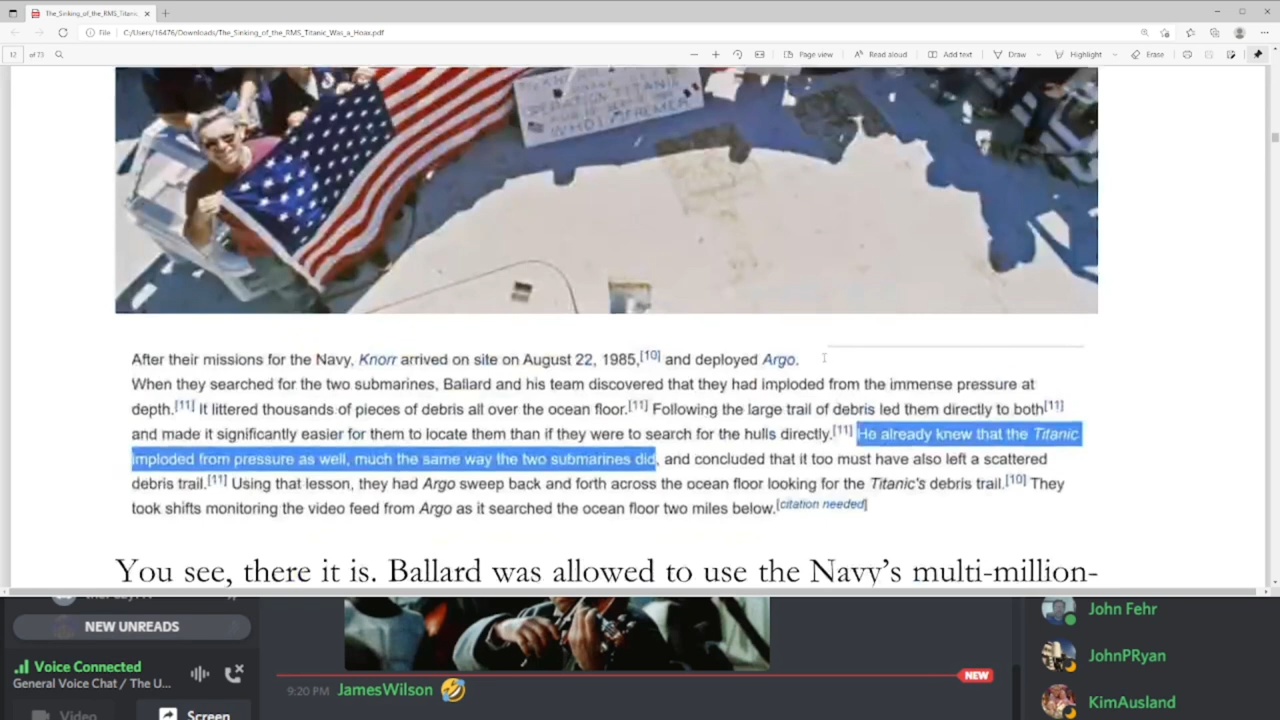 The_Sinking_of_the_RMS_Titanic
File C:/Users/16476/Downloads/The_Sinking_of_the_RMS_Titanic_Was_a_Hoax.pdf
12 of 73 Page view Read aloud Add text Draw Highlight Erase
OPERATION TITANIC
After their missions for the Navy, Knorr arrived on site on August 22, 1985,[10] and deployed Argo.
When they searched for the two submarines, Ballard and his team discovered that they had imploded from the immense pressure at
depth.[11] It littered thousands of pieces of debris all over the ocean floor.[11] Following the large trail of debris led them directly to both[11]
and made it significantly easier for them to locate them than if they were to search for the hulls directly.[11] He already knew that the Titanic
imploded from pressure as well, much the same way the two submarines did, and concluded that it too must have also left a scattered
debris trail.[11] Using that lesson, they had Argo sweep back and forth across the ocean floor looking for the Titanic's debris trail.[10] They
took shifts monitoring the video feed from Argo as it searched the ocean floor two miles below.[citation needed]
You see, there it is. Ballard was allowed to use the Navy's multi-million-
NEW UNREADS
Voice Connected
General Voice Chat / The U...
Video Screen
NEW
9:20 PM JamesWilson
John Fehr
JohnPRyan
KimAusland